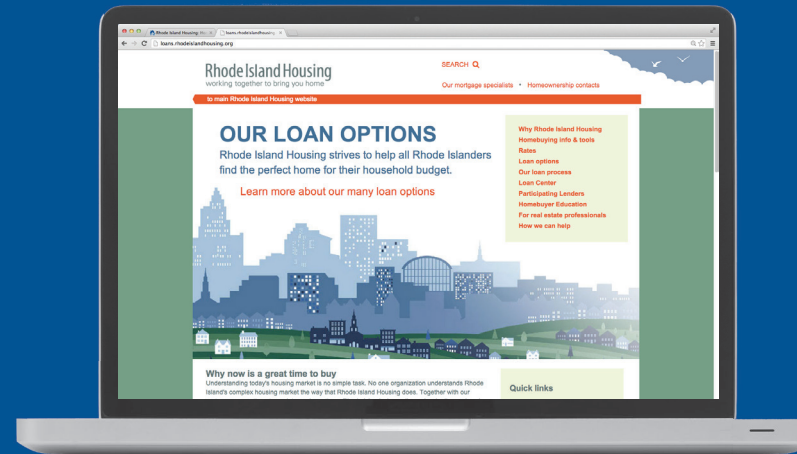 Rhode Island Housing: Ho
loans.rhodeislandhousing
loans.rhodeislandhousing.org
Rhode Island Housing
working together to bring you home
SEARCH
Our mortgage specialists • Homeownership contacts
to main Rhode Island Housing website
OUR LOAN OPTIONS
Rhode Island Housing strives to help all Rhode Islanders
find the perfect home for their household budget.
Learn more about our many loan options
Why Rhode Island Housing
Homebuying info & tools
Rates
Loan options
Our loan process
Loan Center
Participating Lenders
Homebuyer Education
For real estate professionals
How we can help
Why now is a great time to buy
Understanding today's housing market is no simple task. No one organization understands Rhode
Island's complex housing market the way that Rhode Island Housing does. Together with our
Quick links